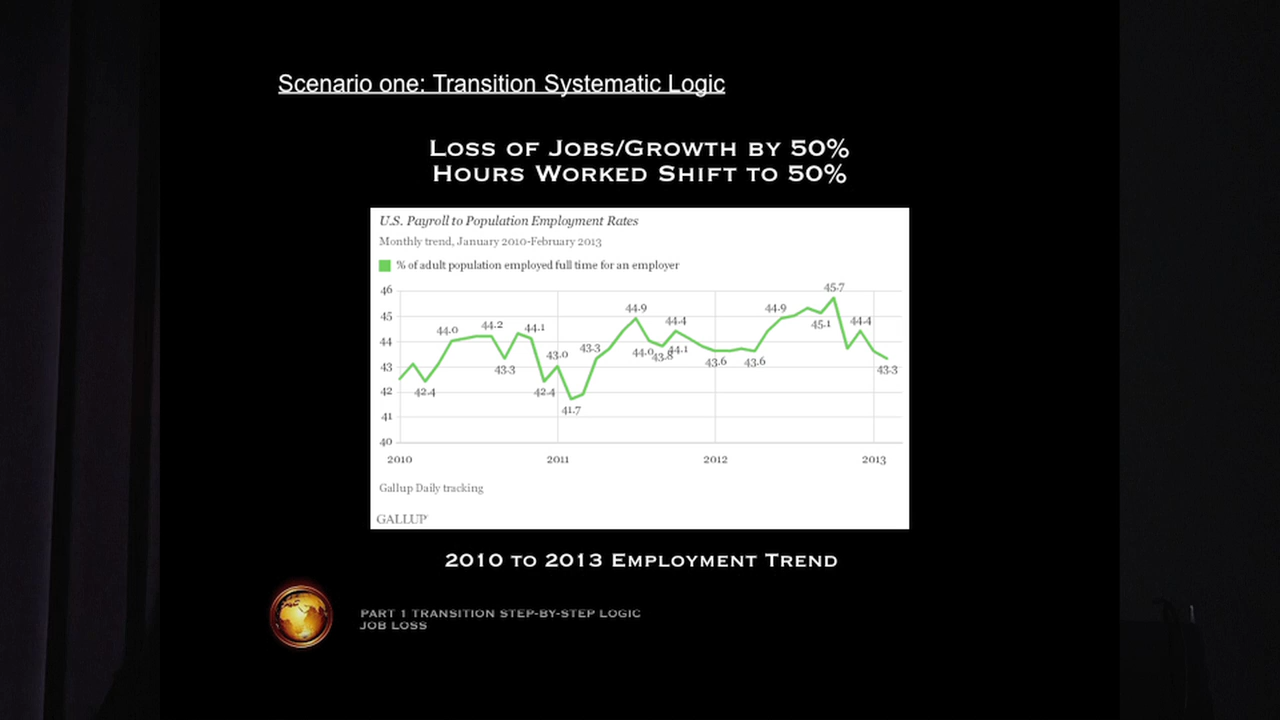 Scenario one: Transition Systematic Logic
LOSS OF JOBS/GROWTH BY 50%
HOURS WORKED SHIFT TO 50%
U.S. Payroll to Population Employment Rates
Monthly trend, January 2010-February 2013
% of adult population employed full time for an employer
46
45
44
43
42
41
40
42.4
44.0
44.2
43.3
44.1
42.4
43.0
41.7
43.3
44.9
44.0
43.8
44.4
44.1
43.6
43.6
44.9
45.1
45.7
44.4
43.3
2010 2011 2012 2013
Gallup Daily tracking
GALLUP'
2010 TO 2013 EMPLOYMENT TREND
PART 1 TRANSITION STEP-BY-STEP LOGIC
JOB LOSS